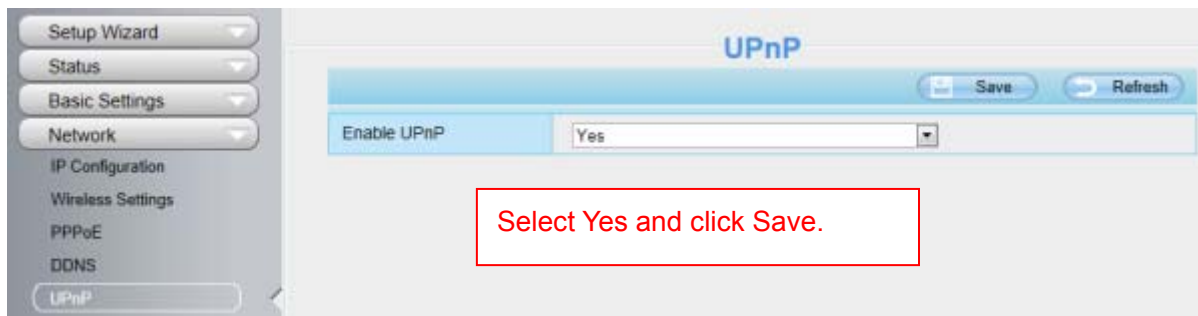 Setup Wizard
Status
Basic Settings
Network
IP Configuration
Wireless Settings
PPPoE
DDNS
UPnP
UPnP
Save Refresh
Enable UPnP Yes
Select Yes and click Save.